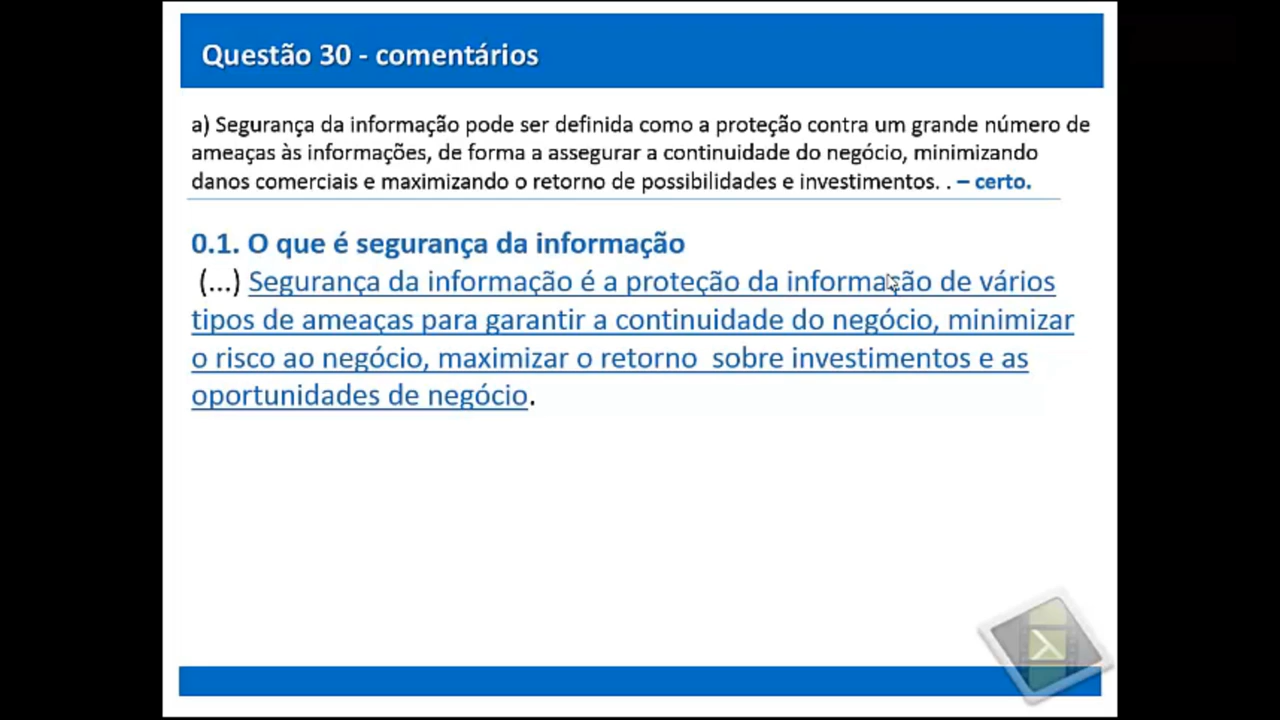 Questão 30 - comentários
a) Segurança da informação pode ser definida como a proteção contra um grande número de
ameaças às informações, de forma a assegurar a continuidade do negócio, minimizando
danos comerciais e maximizando o retorno de possibilidades e investimentos. . – certo.
0.1. O que é segurança da informação
(...) Segurança da informação é a proteção da informação de vários
tipos de ameaças para garantir a continuidade do negócio, minimizar
o risco ao negócio, maximizar o retorno  sobre investimentos e as
oportunidades de negócio.